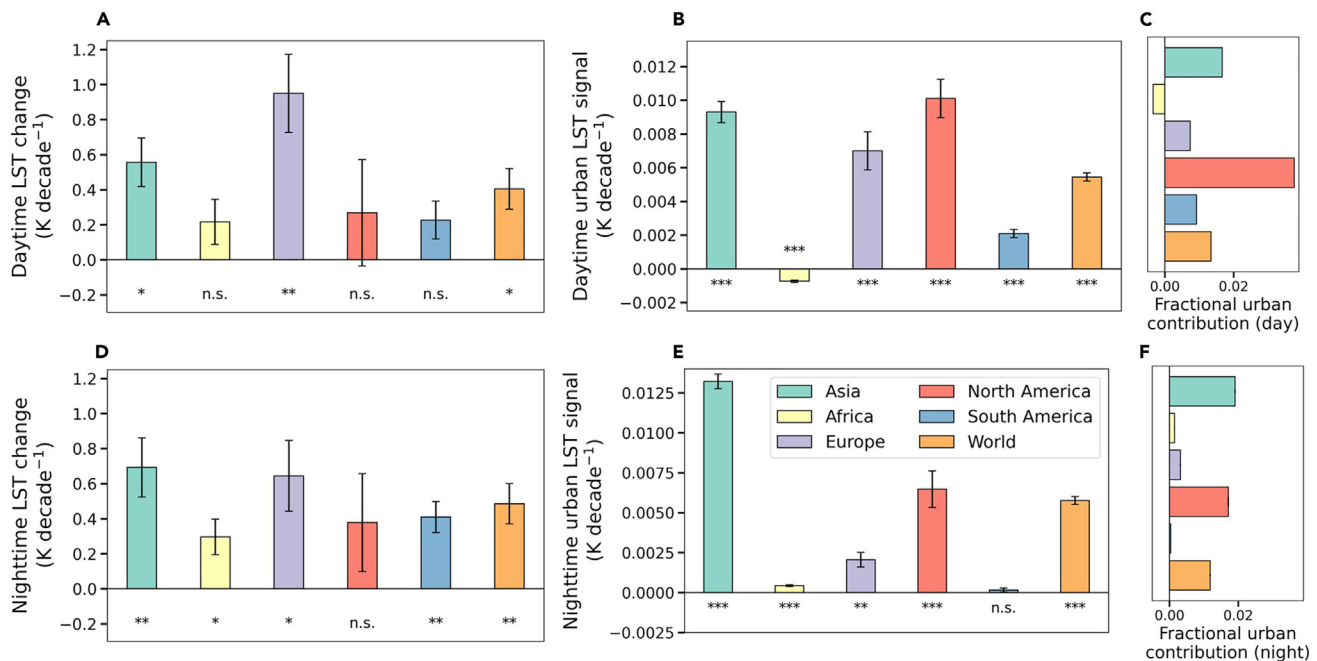 A
Daytime LST change
(K decade⁻¹)
1.2
1.0
0.8
0.6
0.4
0.2
0.0
−0.2
*
n.s.
**
n.s.
n.s.
*
B
Daytime urban LST signal
(K decade⁻¹)
0.012
0.010
0.008
0.006
0.004
0.002
0.000
−0.002
***
***
***
***
***
***
C
0.00
0.02
Fractional urban
contribution (day)
D
Nighttime LST change
(K decade⁻¹)
1.2
1.0
0.8
0.6
0.4
0.2
0.0
−0.2
**
*
*
n.s.
**
**
E
Nighttime urban LST signal
(K decade⁻¹)
0.0125
0.0100
0.0075
0.0050
0.0025
0.0000
−0.0025
Asia
Africa
Europe
North America
South America
World
***
***
**
***
n.s.
***
F
0.00
0.02
Fractional urban
contribution (night)